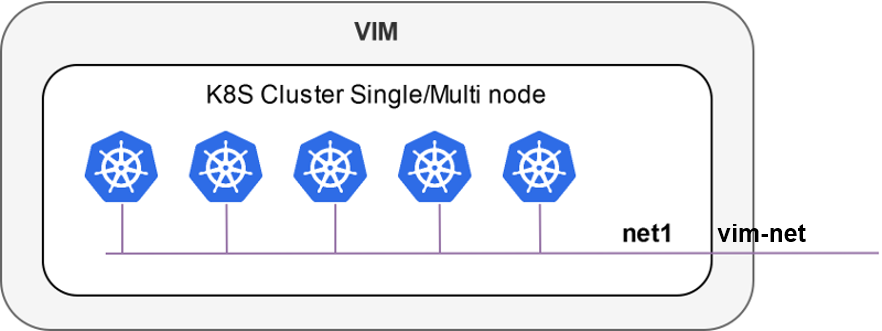 VIM
K8S Cluster Single/Multi node
net1
vim-net